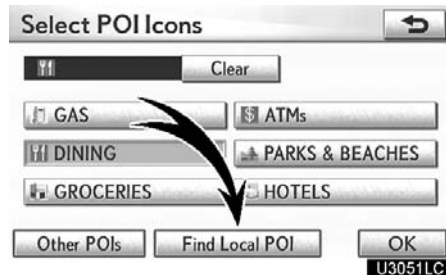 Select POI Icons
Clear
GAS
$ ATMs
DINING
PARKS & BEACHES
GROCERIES
HOTELS
Other POIs
Find Local POI
OK
U3051LC